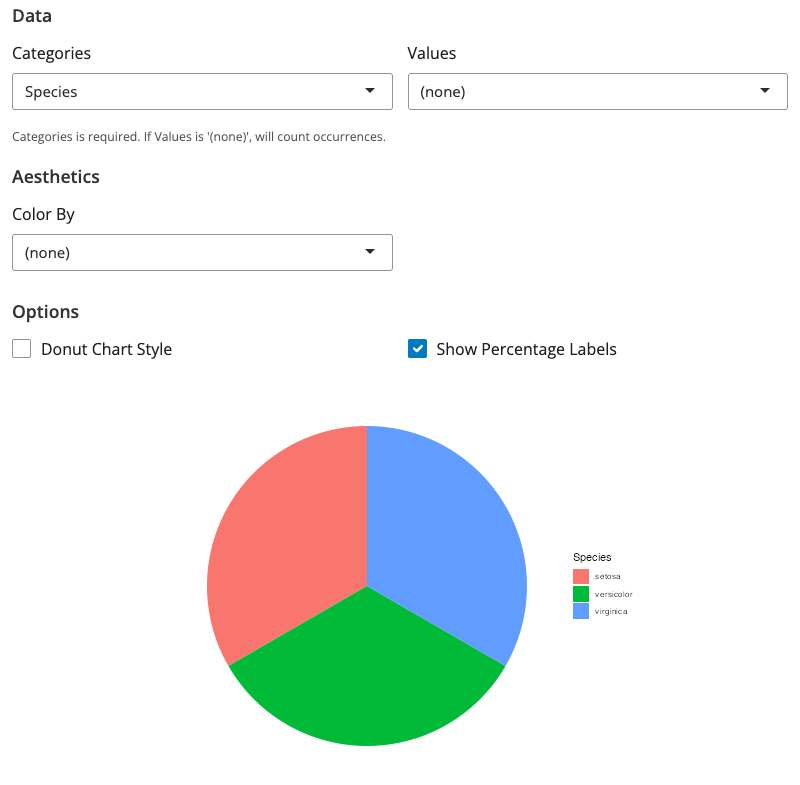 Data
Categories
Values
Species
(none)
Categories is required. If Values is '(none)', will count occurrences.
Aesthetics
Color By
(none)
Options
Donut Chart Style
Show Percentage Labels
Species
setosa
versicolor
virginica